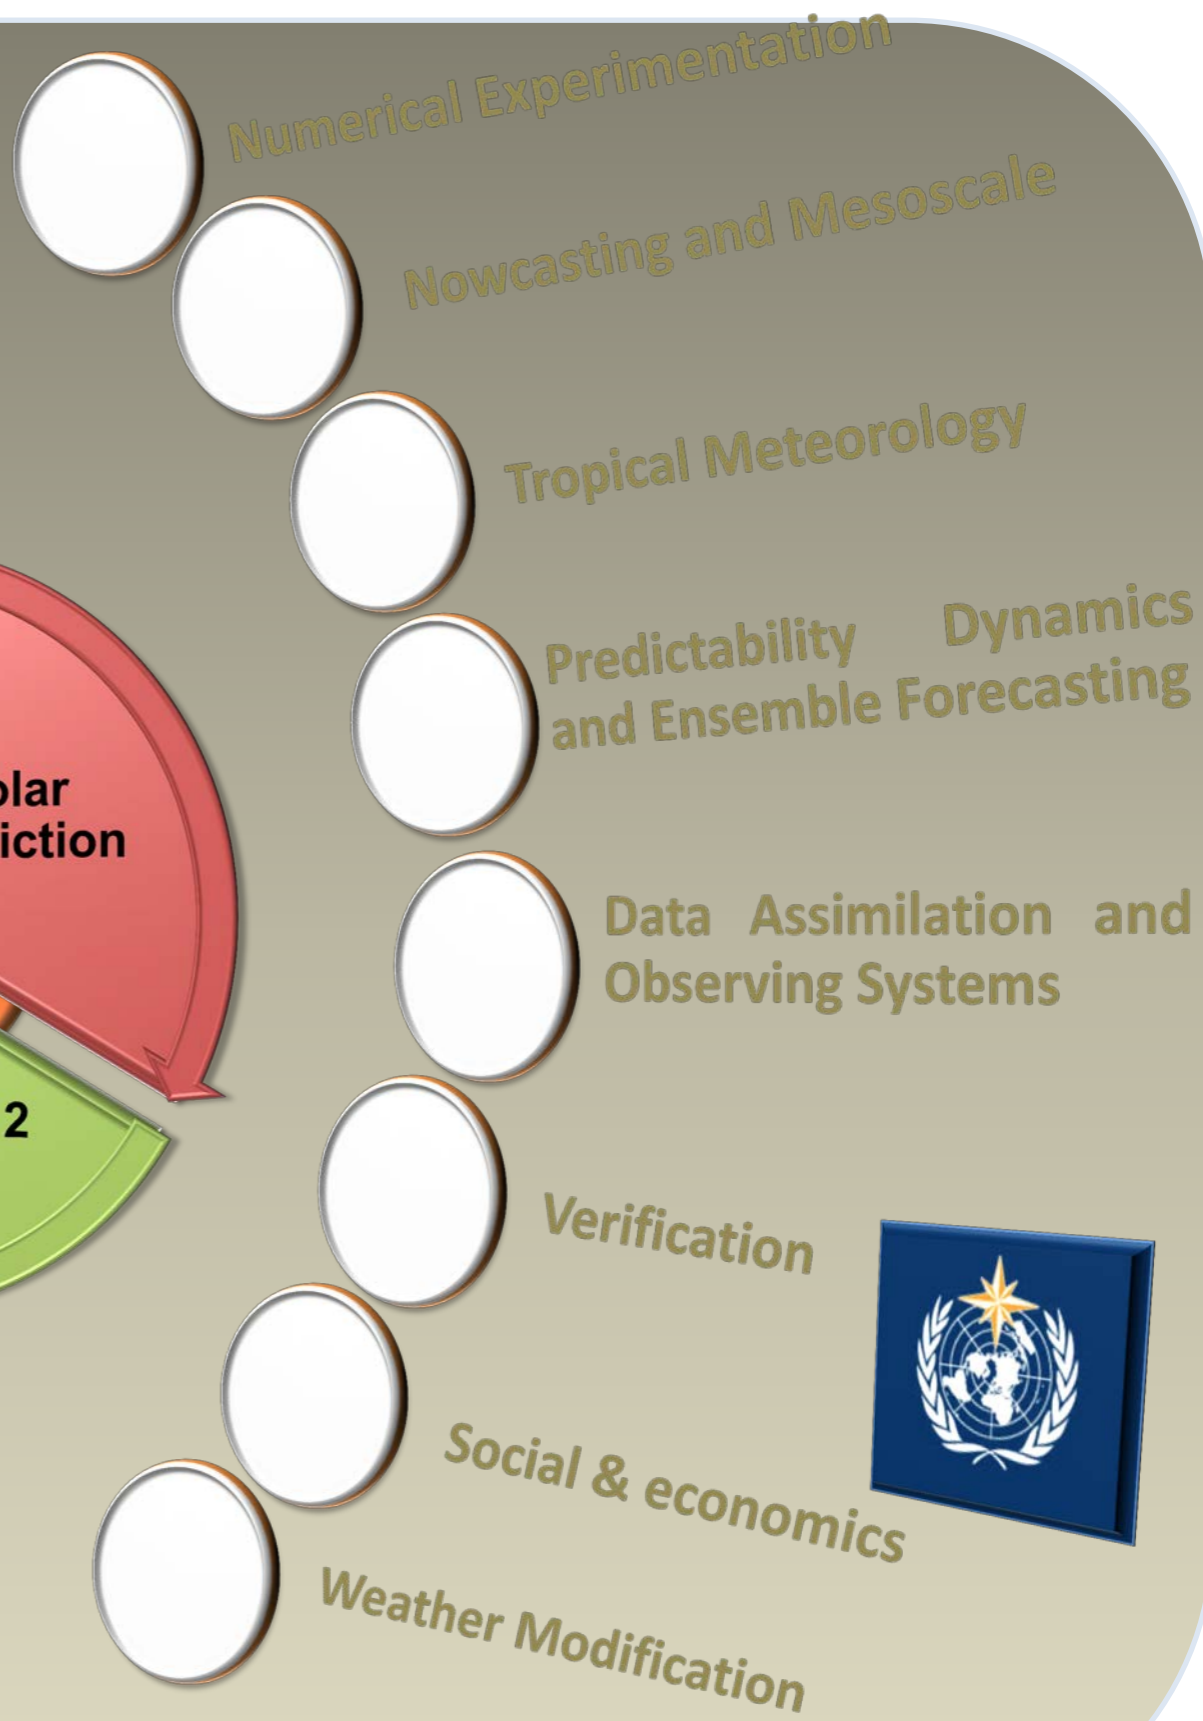 Numerical Experimentation
Nowcasting and Mesoscale
Tropical Meteorology
Predictability Dynamics
and Ensemble Forecasting
olar
iction
Data Assimilation and
Observing Systems
2
Verification
Social & economics
Weather Modification